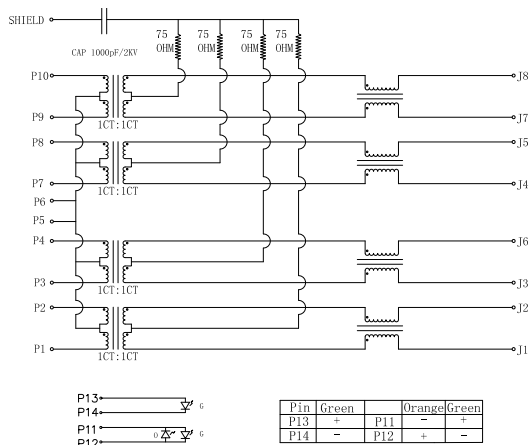 SHIELD
CAP 1000pF/2KV
75 OHM
75 OHM
75 OHM
75 OHM
P10
J8
P9
J7
1CT:1CT
P8
J5
P7
J4
1CT:1CT
P6
P5
P4
J6
P3
J3
1CT:1CT
P2
J2
P1
J1
1CT:1CT
P13
P14
G
P11
P12
O
G
Pin Green Orange Green
P13 + P11 - +
P14 - P12 + -